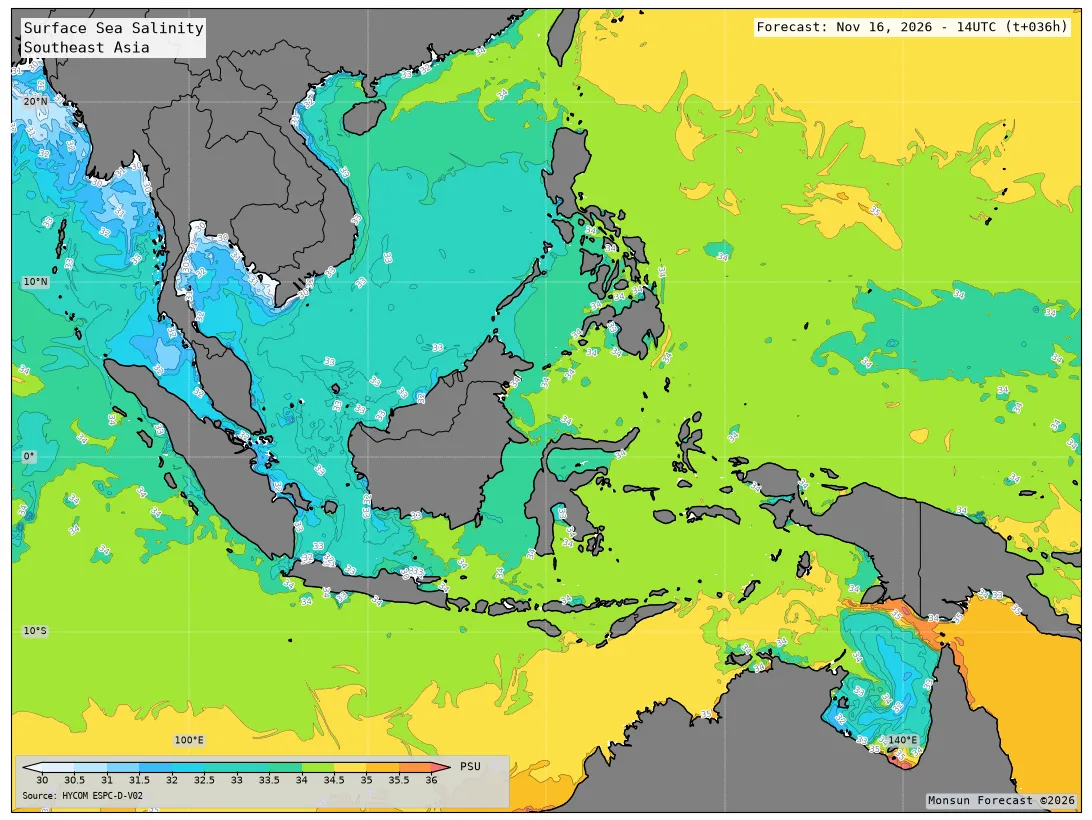 Surface Sea Salinity
Southeast Asia
Forecast: Nov 16, 2026 - 14UTC (t+036h)
20°N
10°N
0°
10°S
100°E
140°E
30 30.5 31 31.5 32 32.5 33 33.5 34 34.5 35 35.5 36 PSU
Source: HYCOM ESPC-D-V02
Monsun Forecast ©2026